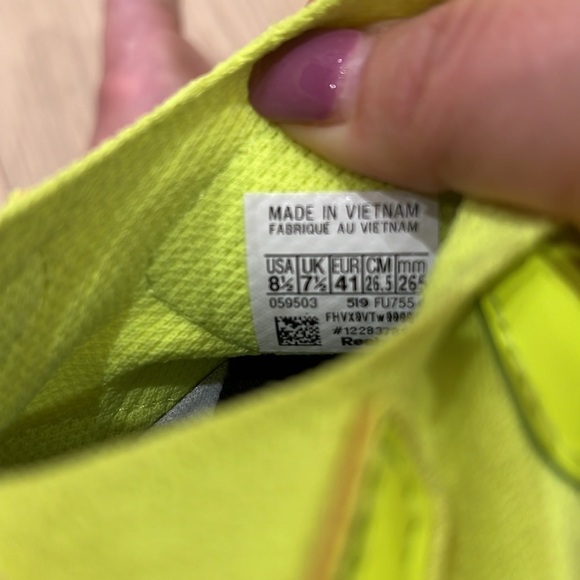 MADE IN VIETNAM
FABRIQUE AU VIETNAM
USA UK EUR CM mm
8½ 7½ 41 26.5 265
059503 519 FU755